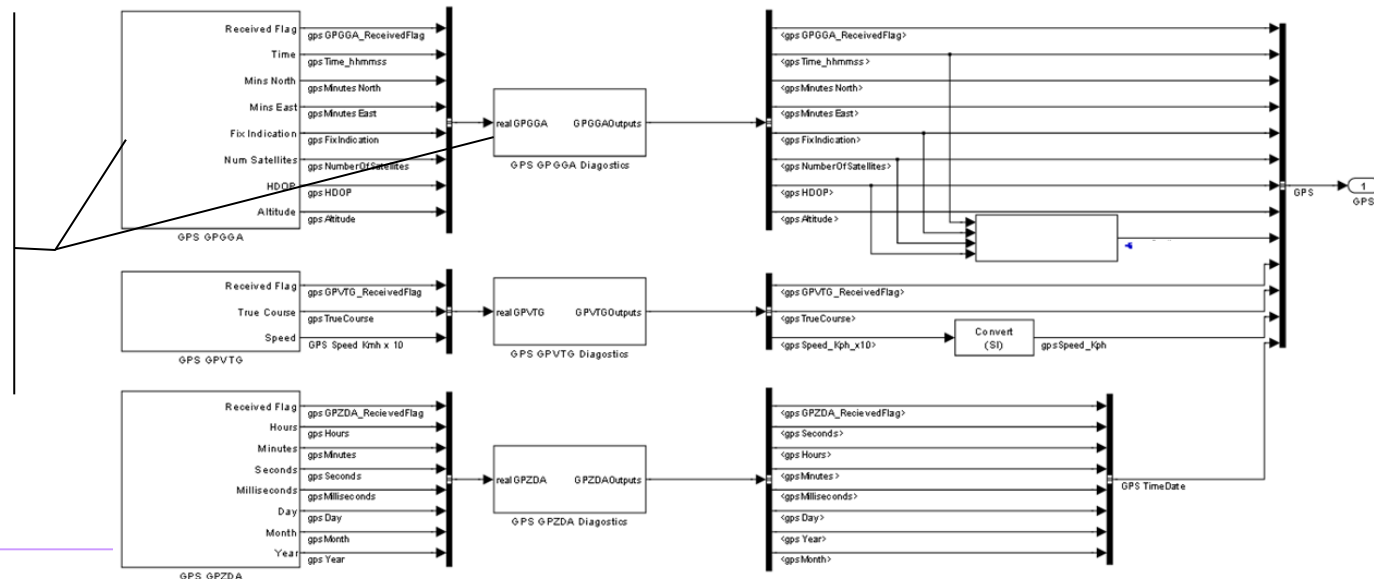 Received Flag
gps GPGGA_ReceivedFlag
<gps GPGGA_ReceivedFlag>
Time
gps Time_hhmmss
<gps Time_hhmmss>
Mins North
gps Minutes North
<gps Minutes North>
Mins East
gps Minutes East
<gps Minutes East>
real GPGGA GPGGAOutputs
Fix Indication
gps FixIndication
<gps FixIndication>
Num Satellites
gps NumberOfSatellites
<gps NumberOfSatellites>
GPS GPGGA Diagostics
HDOP
gps HDOP
<gps HDOP>
GPS
1
GPS
Altitude
gps Altitude
<gps Altitude>
GPS GPGGA
Received Flag
gps GPVTG_ReceivedFlag
<gps GPVTG_ReceivedFlag>
True Course
gps TrueCourse
real GPVTG GPVTGOutputs
<gps TrueCourse>
Speed
GPS Speed Kmh x 10
<gps Speed_Kph_x10>
Convert
(SI)
gpsSpeed_Kph
GPS GPVTG
GPS GPVTG Diagnostics
Received Flag
gps GPZDA_RecievedFlag
<gps GPZDA_RecievedFlag>
Hours
gps Hours
<gps Seconds>
Minutes
gps Minutes
<gps Hours>
Seconds
gps Seconds
real GPZDA GPZDAOutputs
<gps Minutes>
GPS TimeDate
Milliseconds
gps Milliseconds
<gps Milliseconds>
Day
gps Day
<gps Day>
GPS GPZDA Diagostics
Month
gps Month
<gps Year>
Year
gps Year
<gps Month>
GPS GPZDA